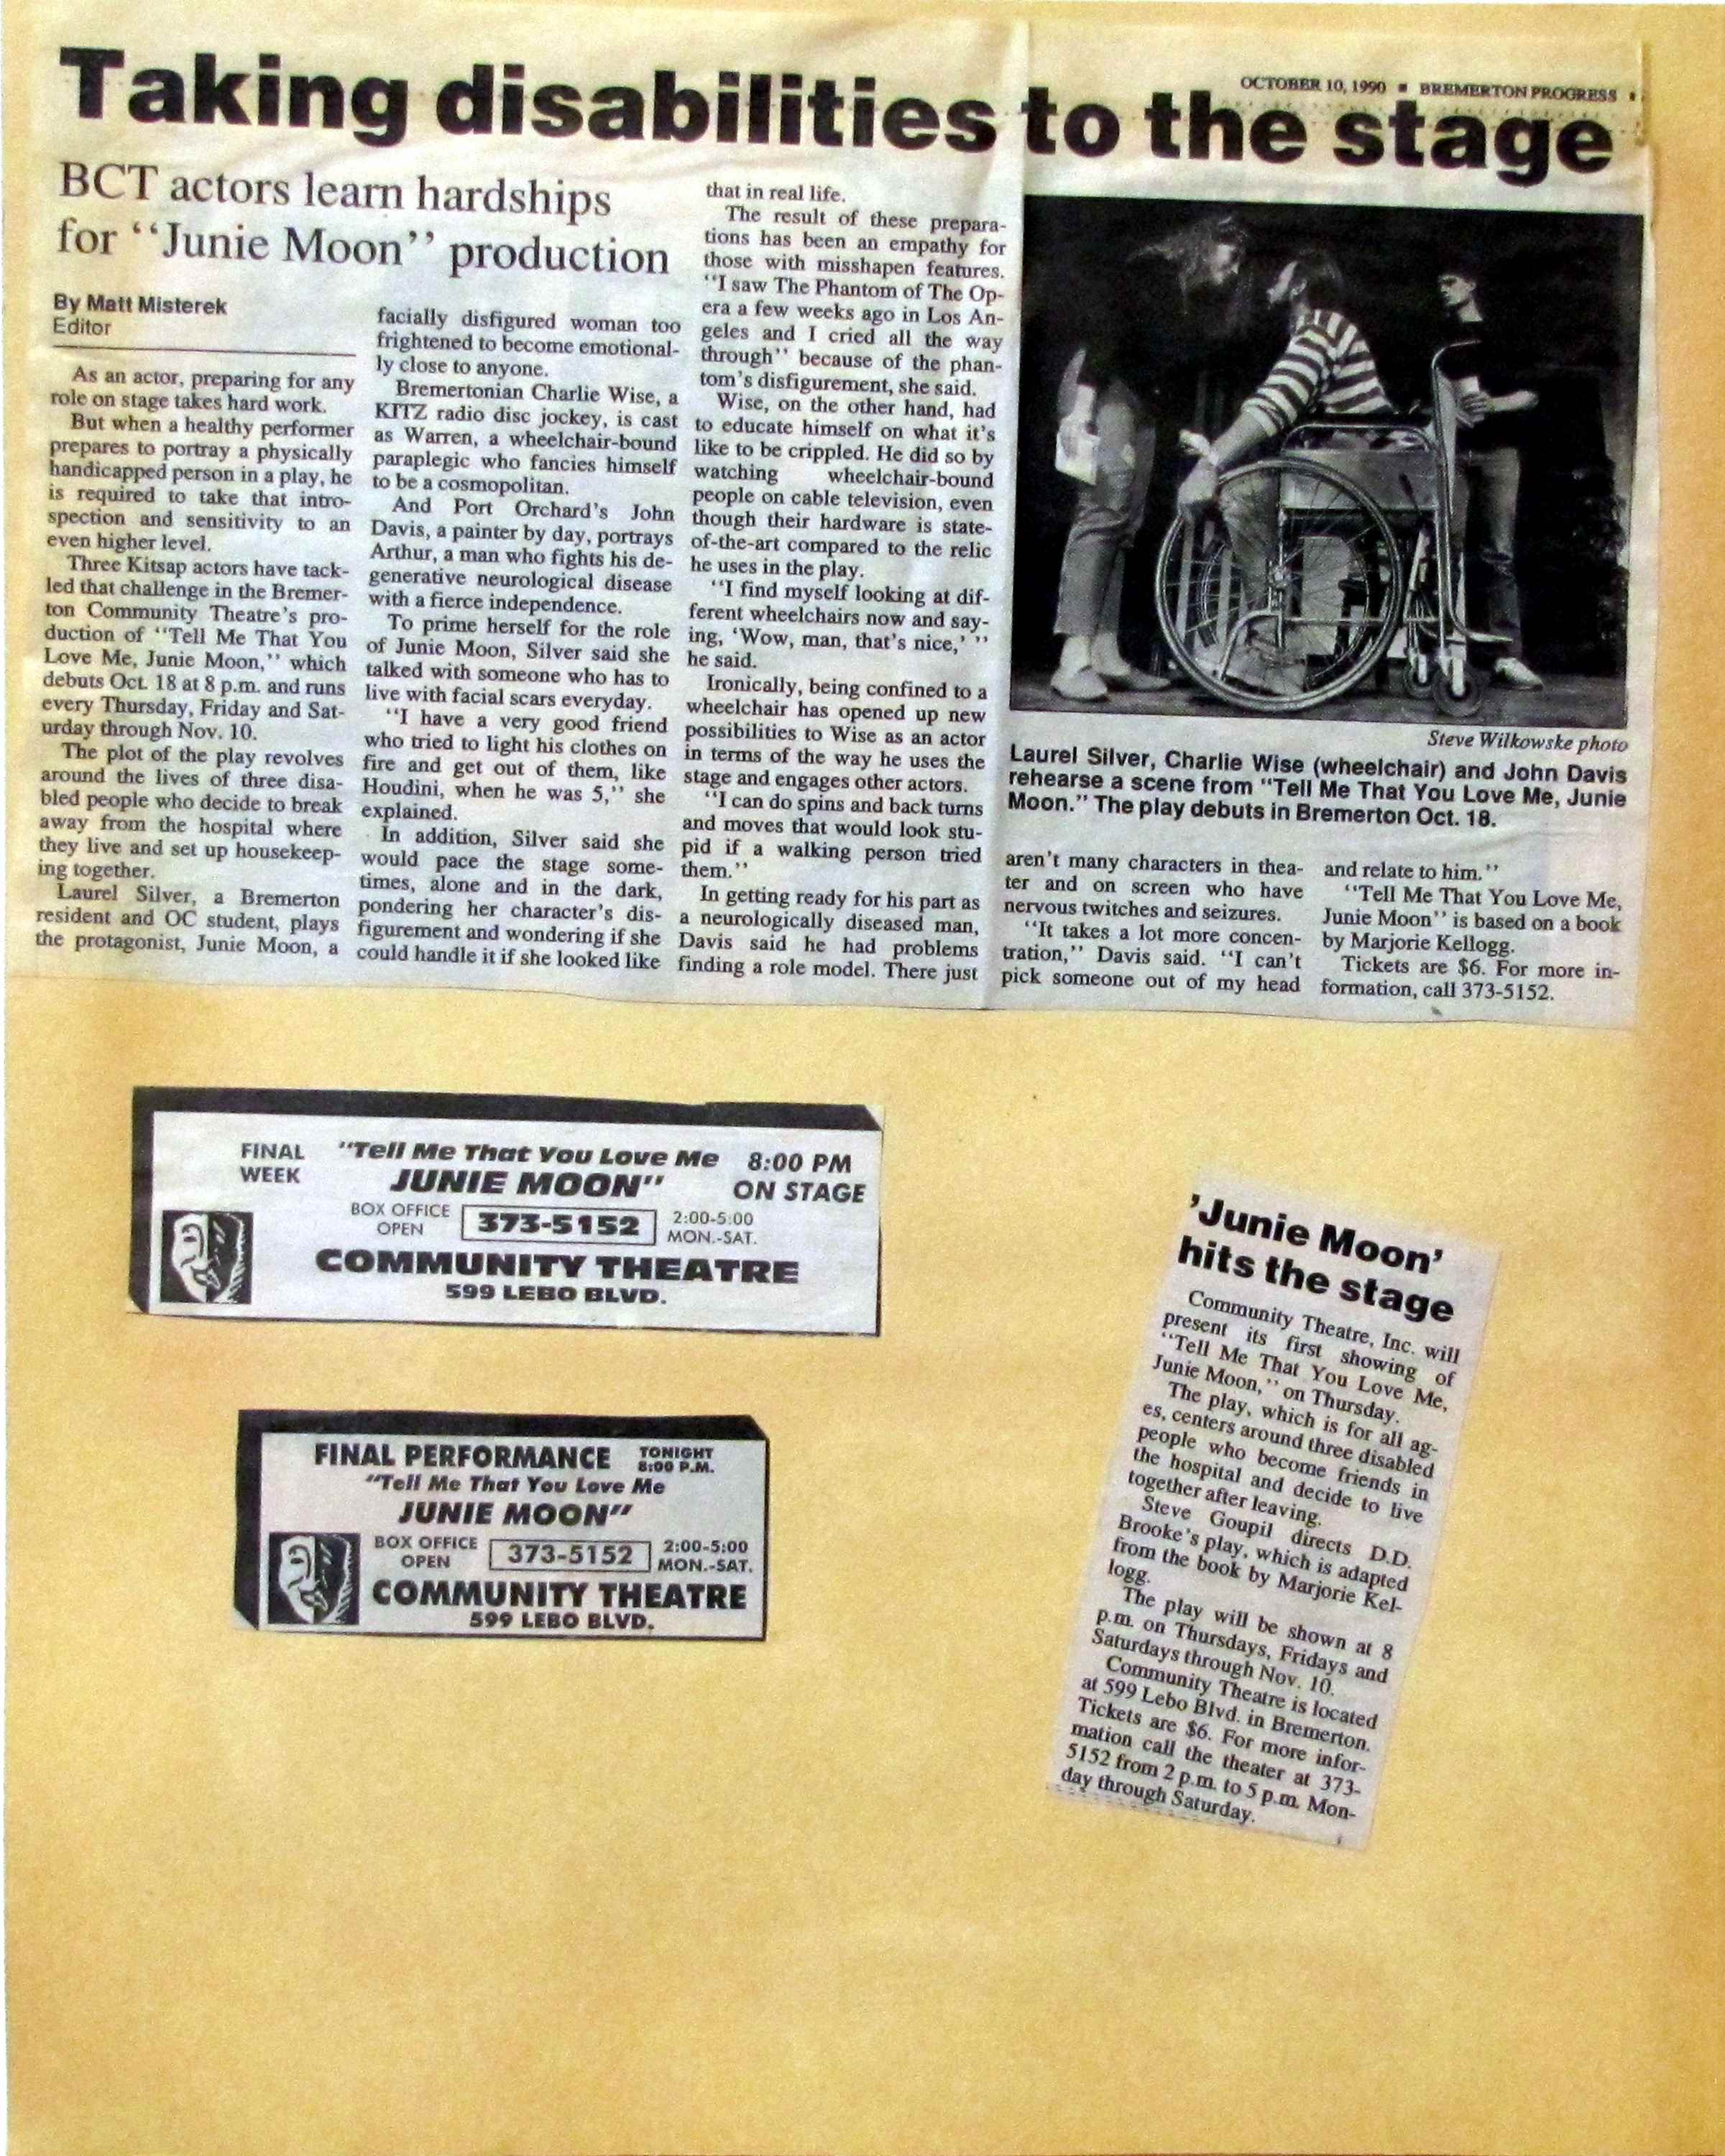 OCTOBER 10, 1990 ■ BREMERTON PROGRESS
Taking disabilities to the stage
BCT actors learn hardships
for ‘‘Junie Moon’’ production
By Matt Misterek
Editor
As an actor, preparing for any
role on stage takes hard work.
But when a healthy performer
prepares to portray a physically
handicapped person in a play, he
is required to take that intro-
spection and sensitivity to an
even higher level.
Three Kitsap actors have tack-
led that challenge in the Bremer-
ton Community Theatre's pro-
duction of ‘‘Tell Me That You
Love Me, Junie Moon,’’ which
debuts Oct. 18 at 8 p.m. and runs
every Thursday, Friday and Sat-
urday through Nov. 10.
The plot of the play revolves
around the lives of three disa-
bled people who decide to break
away from the hospital where
they live and set up housekeep-
ing together.
Laurel Silver, a Bremerton
resident and OC student, plays
the protagonist, Junie Moon, a
facially disfigured woman too
frightened to become emotional-
ly close to anyone.
Bremertonian Charlie Wise, a
KITZ radio disc jockey, is cast
as Warren, a wheelchair-bound
paraplegic who fancies himself
to be a cosmopolitan.
And Port Orchard's John
Davis, a painter by day, portrays
Arthur, a man who fights his de-
generative neurological disease
with a fierce independence.
To prime herself for the role
of Junie Moon, Silver said she
talked with someone who has to
live with facial scars everyday.
‘‘I have a very good friend
who tried to light his clothes on
fire and get out of them, like
Houdini, when he was 5,’’ she
explained.
In addition, Silver said she
would pace the stage some-
times, alone and in the dark,
pondering her character's dis-
figurement and wondering if she
could handle it if she looked like
that in real life.
The result of these prepara-
tions has been an empathy for
those with misshapen features.
‘‘I saw The Phantom of The Op-
era a few weeks ago in Los An-
geles and I cried all the way
through’’ because of the phan-
tom's disfigurement, she said.
Wise, on the other hand, had
to educate himself on what it's
like to be crippled. He did so by
watching wheelchair-bound
people on cable television, even
though their hardware is state-
of-the-art compared to the relic
he uses in the play.
‘‘I find myself looking at dif-
ferent wheelchairs now and say-
ing, ‘Wow, man, that's nice,’ ’’
he said.
Ironically, being confined to a
wheelchair has opened up new
possibilities to Wise as an actor
in terms of the way he uses the
stage and engages other actors.
‘‘I can do spins and back turns
and moves that would look stu-
pid if a walking person tried
them.’’
In getting ready for his part as
a neurologically diseased man,
Davis said he had problems
finding a role model. There just
Steve Wilkowske photo
Laurel Silver, Charlie Wise (wheelchair) and John Davis
rehearse a scene from "Tell Me That You Love Me, Junie
Moon." The play debuts in Bremerton Oct. 18.
aren't many characters in thea-
ter and on screen who have
nervous twitches and seizures.
‘‘It takes a lot more concen-
tration,’’ Davis said. ‘‘I can't
pick someone out of my head
and relate to him.’’
‘‘Tell Me That You Love Me,
Junie Moon’’ is based on a book
by Marjorie Kellogg.
Tickets are $6. For more in-
formation, call 373-5152.
FINAL WEEK
"Tell Me That You Love Me
JUNIE MOON"
8:00 PM
ON STAGE
BOX OFFICE
OPEN
373-5152
2:00-5:00
MON.-SAT.
COMMUNITY THEATRE
599 LEBO BLVD.
FINAL PERFORMANCE
TONIGHT
8:00 P.M.
"Tell Me That You Love Me
JUNIE MOON"
BOX OFFICE
OPEN
373-5152
2:00-5:00
MON.-SAT.
COMMUNITY THEATRE
599 LEBO BLVD.
’Junie Moon’
hits the stage
Community Theatre, Inc. will
present its first showing of
‘‘Tell Me That You Love Me,
Junie Moon,’’ on Thursday.
The play, which is for all ag-
es, centers around three disabled
people who become friends in
the hospital and decide to live
together after leaving.
Steve Goupil directs D.D.
Brooke's play, which is adapted
from the book by Marjorie Kel-
logg.
The play will be shown at 8
p.m. on Thursdays, Fridays and
Saturdays through Nov. 10.
Community Theatre is located
at 599 Lebo Blvd. in Bremerton.
Tickets are $6. For more infor-
mation call the theater at 373-
5152 from 2 p.m. to 5 p.m. Mon-
day through Saturday.